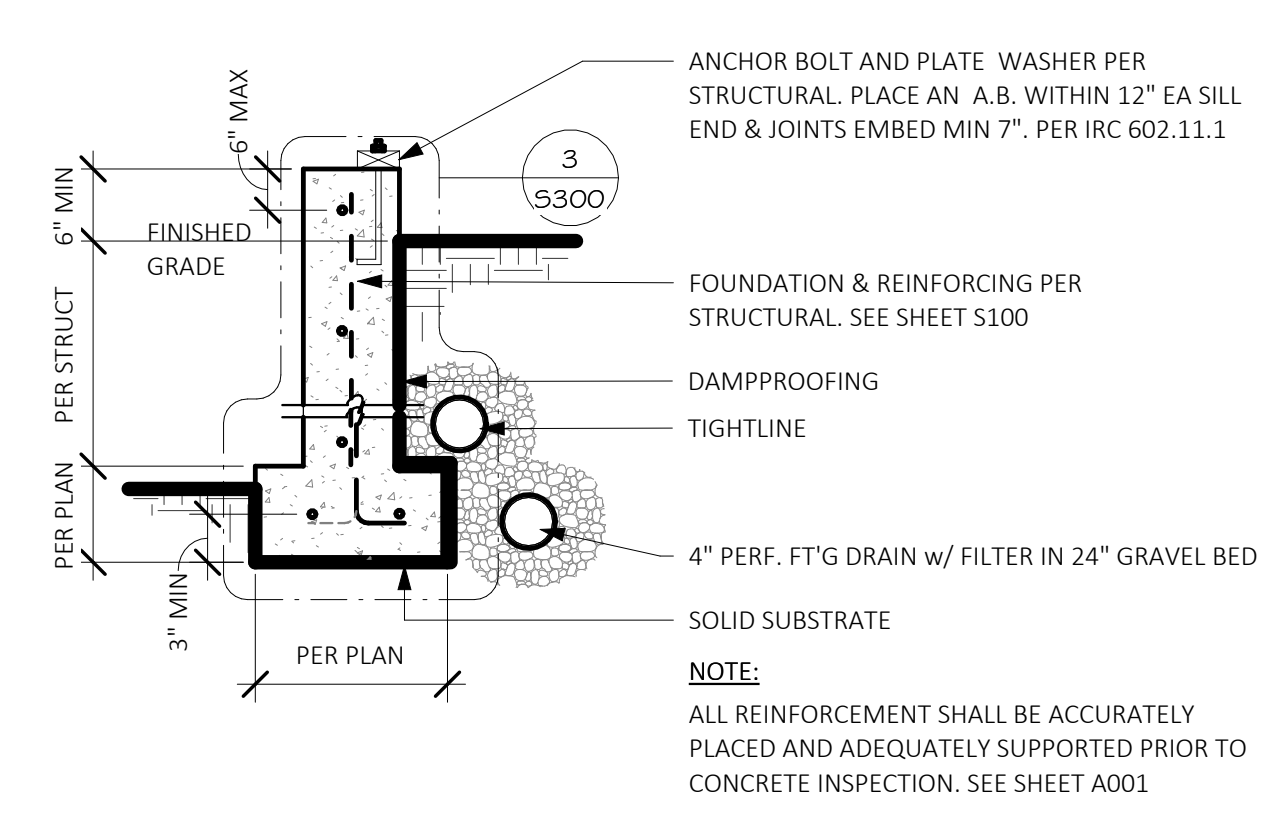 ANCHOR BOLT AND PLATE WASHER PER
STRUCTURAL. PLACE AN A.B. WITHIN 12" EA SILL
END & JOINTS EMBED MIN 7". PER IRC 602.11.1
6" MAX
3
S300
6" MIN
FINISHED
GRADE
FOUNDATION & REINFORCING PER
STRUCTURAL. SEE SHEET S100
PER STRUCT
DAMPPROOFING
TIGHTLINE
PER PLAN
4" PERF. FT'G DRAIN w/ FILTER IN 24" GRAVEL BED
3" MIN
SOLID SUBSTRATE
PER PLAN
NOTE:
ALL REINFORCEMENT SHALL BE ACCURATELY
PLACED AND ADEQUATELY SUPPORTED PRIOR TO
CONCRETE INSPECTION. SEE SHEET A001